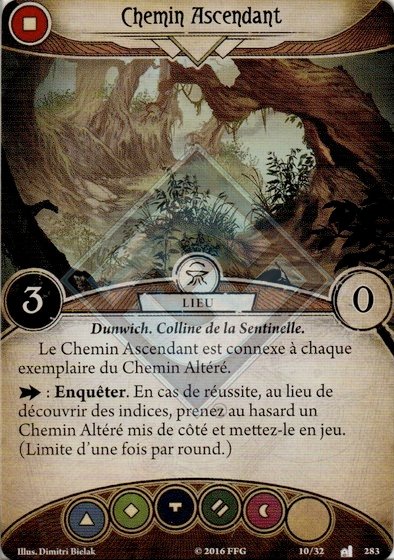 Chemin Ascendant
3
LIEU
0
Dunwich. Colline de la Sentinelle.
Le Chemin Ascendant est connexe à chaque
exemplaire du Chemin Altéré.
: Enquêter. En cas de réussite, au lieu de
découvrir des indices, prenez au hasard un
Chemin Altéré mis de côté et mettez-le en jeu.
(Limite d'une fois par round.)
Illus. Dimitri Bielak
© 2016 FFG
10/32
283